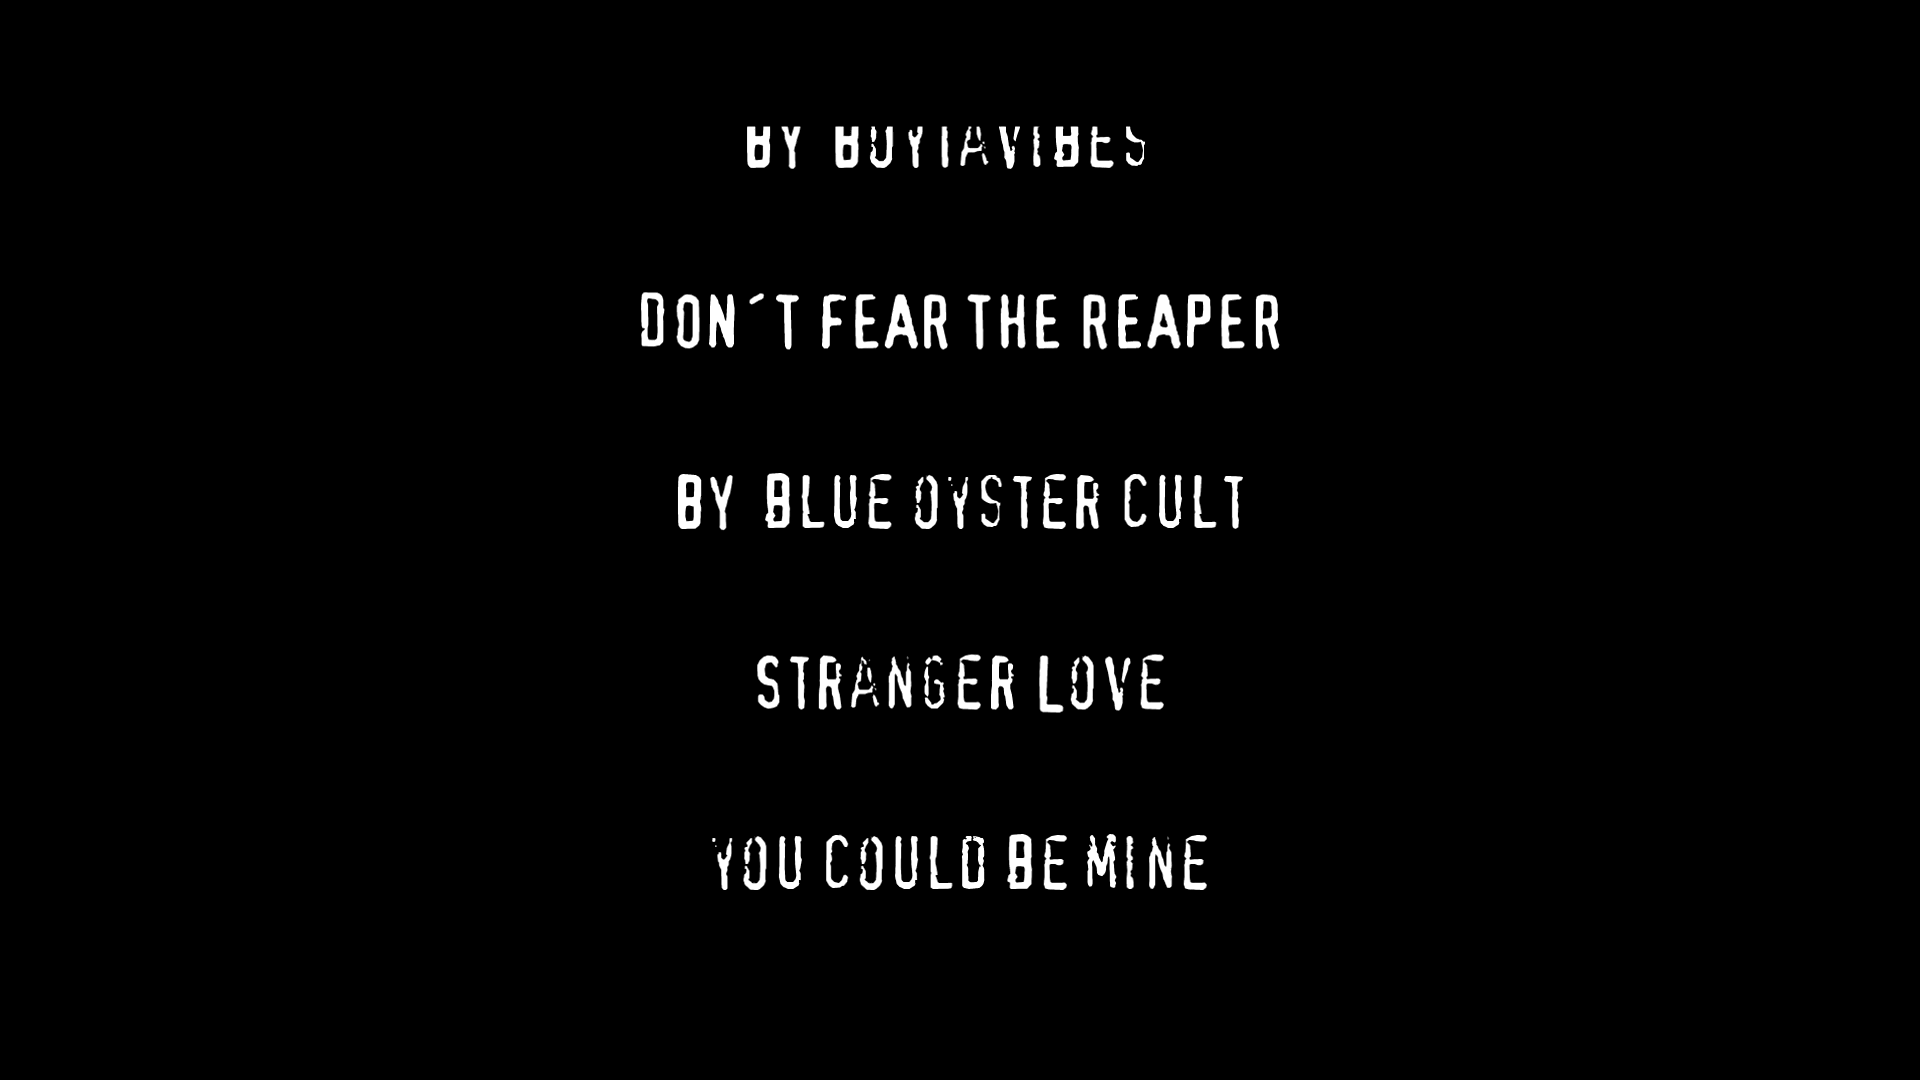 BY
DON´T FEAR THE REAPER
BY BLUE OYSTER CULT
STRANGER LOVE
YOU COULD BE MINE